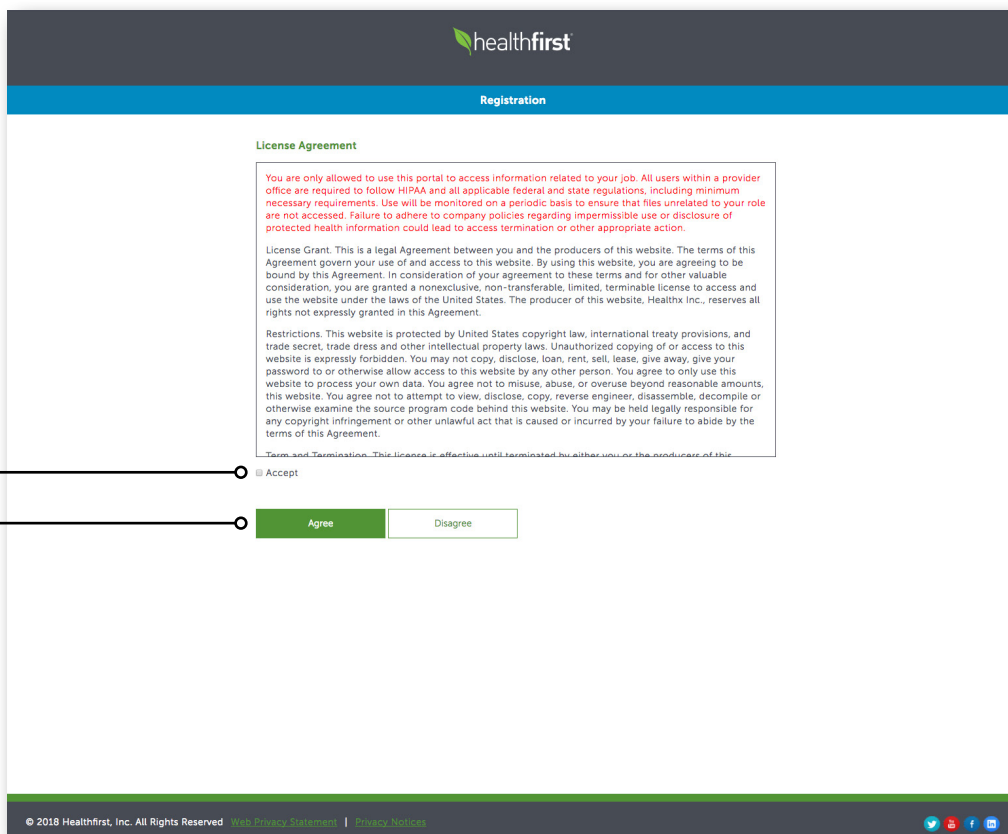 healthfirst
Registration
License Agreement
You are only allowed to use this portal to access information related to your job. All users within a provider
office are required to follow HIPAA and all applicable federal and state regulations, including minimum
necessary requirements. Use will be monitored on a periodic basis to ensure that files unrelated to your role
are not accessed. Failure to adhere to company policies regarding impermissible use or disclosure of
protected health information could lead to access termination or other appropriate action.
License Grant. This is a legal Agreement between you and the producers of this website. The terms of this
Agreement govern your use of and access to this website. By using this website, you are agreeing to be
bound by this Agreement. In consideration of your agreement to these terms and for other valuable
consideration, you are granted a nonexclusive, non-transferable, limited, terminable license to access and
use the website under the laws of the United States. The producer of this website, Healthx Inc., reserves all
rights not expressly granted in this Agreement.
Restrictions. This website is protected by United States copyright law, international treaty provisions, and
trade secret, trade dress and other intellectual property laws. Unauthorized copying of or access to this
website is expressly forbidden. You may not copy, disclose, loan, rent, sell, lease, give away, give your
password to or otherwise allow access to this website by any other person. You agree to only use this
website to process your own data. You agree not to misuse, abuse, or overuse beyond reasonable amounts,
this website. You agree not to attempt to view, disclose, copy, reverse engineer, disassemble, decompile or
otherwise examine the source program code behind this website. You may be held legally responsible for
any copyright infringement or other unlawful act that is caused or incurred by your failure to abide by the
terms of this Agreement.
Term and Termination. This license is effective until terminated by either you or the producers of this
Accept
Agree Disagree
© 2018 Healthfirst, Inc. All Rights Reserved Web Privacy Statement | Privacy Notices